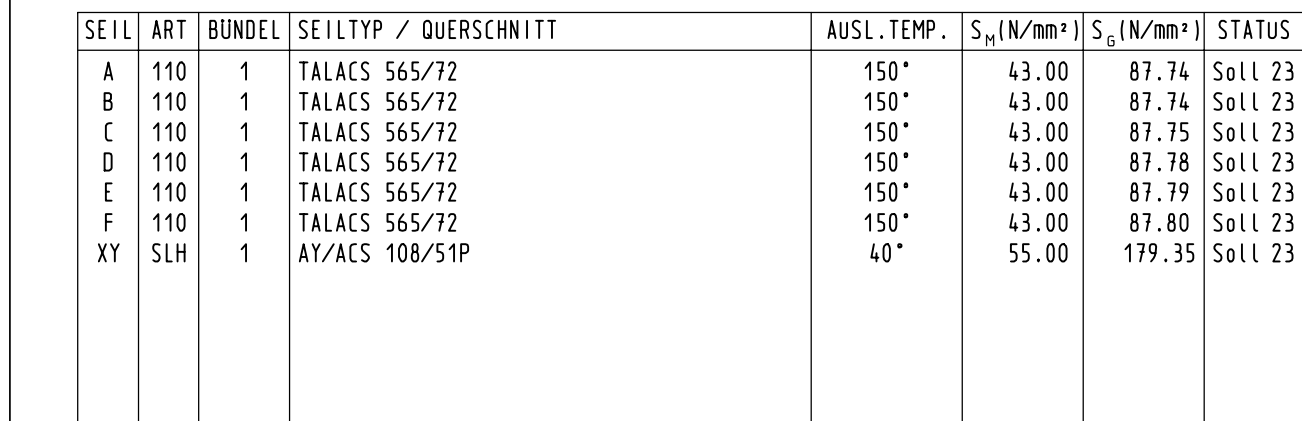 SEIL ART BÜNDEL SEILTYP / QUERSCHNITT AUSL.TEMP. S_M(N/mm²) S_G(N/mm²) STATUS
A 110 1 TALACS 565/72 150° 43.00 87.74 Soll 23
B 110 1 TALACS 565/72 150° 43.00 87.74 Soll 23
C 110 1 TALACS 565/72 150° 43.00 87.75 Soll 23
D 110 1 TALACS 565/72 150° 43.00 87.78 Soll 23
E 110 1 TALACS 565/72 150° 43.00 87.79 Soll 23
F 110 1 TALACS 565/72 150° 43.00 87.80 Soll 23
XY SLH 1 AY/ACS 108/51P 40° 55.00 179.35 Soll 23